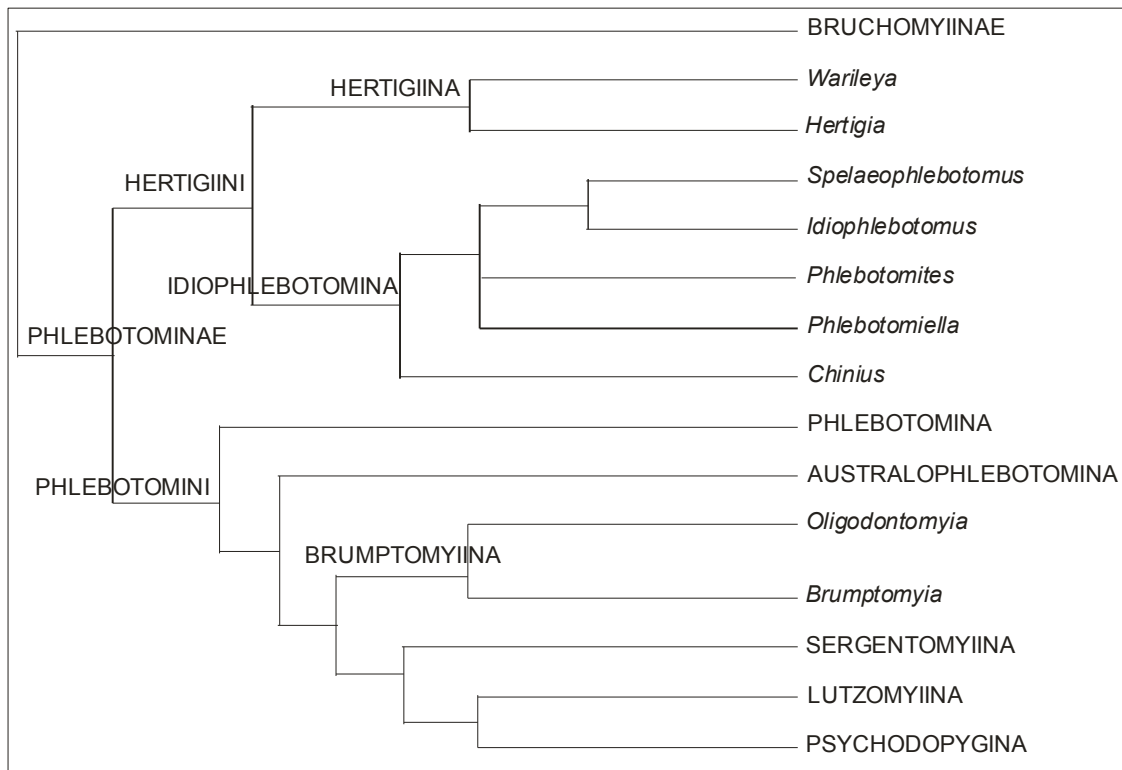 BRUCHOMYIINAE
Warileya
HERTIGIINA
Hertigia
Spelaeophlebotomus
HERTIGIINI
Idiophlebotomus
Phlebotomites
IDIOPHLEBOTOMINA
Phlebotomiella
PHLEBOTOMINAE
Chinius
PHLEBOTOMINA
AUSTRALOPHLEBOTOMINA
PHLEBOTOMINI
Oligodontomyia
BRUMPTOMYIINA
Brumptomyia
SERGENTOMYIINA
LUTZOMYIINA
PSYCHODOPYGINA